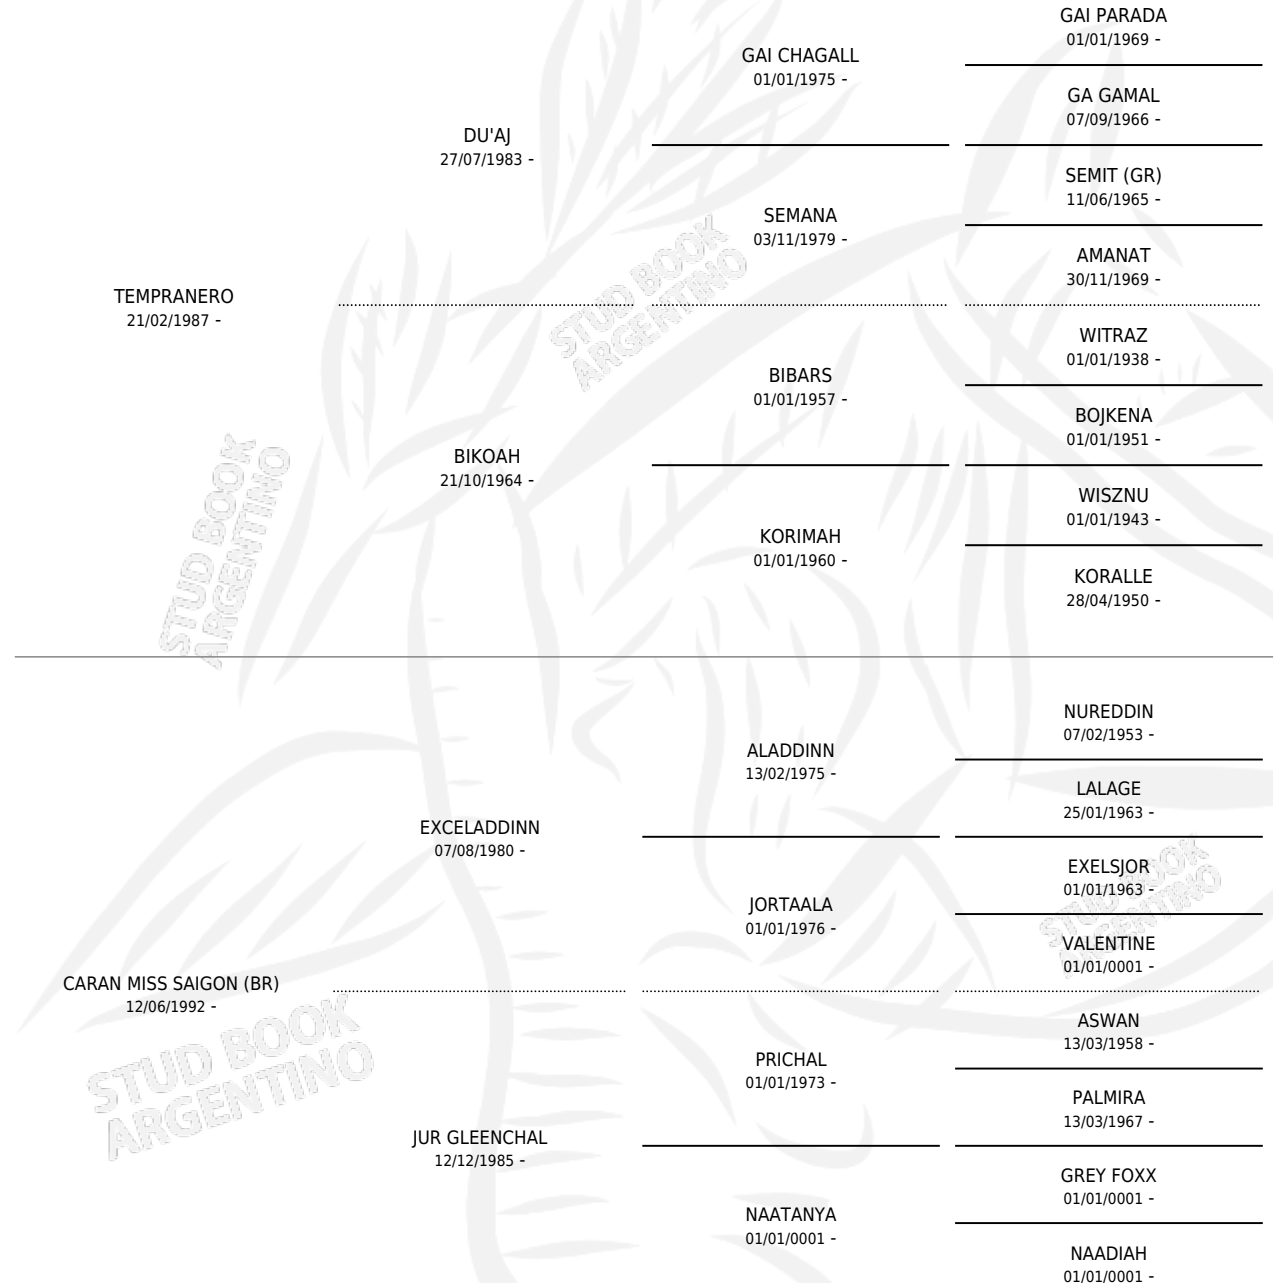 GAI PARADA
01/01/1969 -
GAI CHAGALL
01/01/1975 -
GA GAMAL
07/09/1966 -
DU'AJ
27/07/1983 -
SEMIT (GR)
11/06/1965 -
SEMANA
03/11/1979 -
AMANAT
30/11/1969 -
TEMPRANERO
21/02/1987 -
WITRAZ
01/01/1938 -
BIBARS
01/01/1957 -
BOJKENA
01/01/1951 -
BIKOAH
21/10/1964 -
WISZNU
01/01/1943 -
KORIMAH
01/01/1960 -
KORALLE
28/04/1950 -
STUD BOOK
ARGENTINO
STUD BOOK
ARGENTINO
NUREDDIN
07/02/1953 -
ALADDINN
13/02/1975 -
LALAGE
25/01/1963 -
EXCELADDINN
07/08/1980 -
EXELSJOR
01/01/1963 -
JORTAALA
01/01/1976 -
VALENTINE
01/01/0001 -
CARAN MISS SAIGON (BR)
12/06/1992 -
ASWAN
13/03/1958 -
PRICHAL
01/01/1973 -
PALMIRA
13/03/1967 -
JUR GLEENCHAL
12/12/1985 -
GREY FOXX
01/01/0001 -
NAATANYA
01/01/0001 -
NAADIAH
01/01/0001 -
STUD BOOK
ARGENTINO
STUD BOOK
ARGENTINO